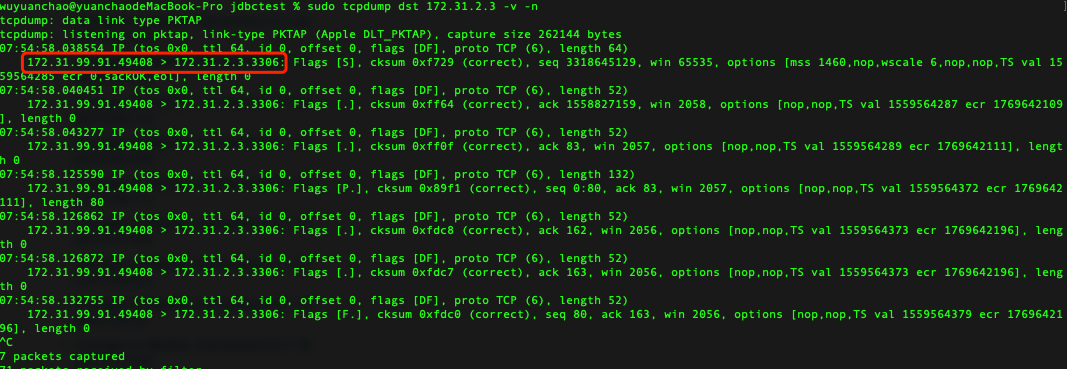 wuyuanchao@yuanchaodeMacBook-Pro jdbctest % sudo tcpdump dst 172.31.2.3 -v -n
tcpdump: data link type PKTAP
tcpdump: listening on pktap, link-type PKTAP (Apple DLT_PKTAP), capture size 262144 bytes
07:54:58.038554 IP (tos 0x0, ttl 64, id 0, offset 0, flags [DF], proto TCP (6), length 64)
172.31.99.91.49408 > 172.31.2.3.3306: Flags [S], cksum 0xf729 (correct), seq 3318645129, win 65535, options [mss 1460,nop,wscale 6,nop,nop,TS val 15
59564285 ecr 0,sackOK,eol], length 0
07:54:58.040451 IP (tos 0x0, ttl 64, id 0, offset 0, flags [DF], proto TCP (6), length 52)
172.31.99.91.49408 > 172.31.2.3.3306: Flags [.], cksum 0xff64 (correct), ack 1558827159, win 2058, options [nop,nop,TS val 1559564287 ecr 1769642109
], length 0
07:54:58.043277 IP (tos 0x0, ttl 64, id 0, offset 0, flags [DF], proto TCP (6), length 52)
172.31.99.91.49408 > 172.31.2.3.3306: Flags [.], cksum 0xff0f (correct), ack 83, win 2057, options [nop,nop,TS val 1559564289 ecr 1769642111], lengt
h 0
07:54:58.125590 IP (tos 0x0, ttl 64, id 0, offset 0, flags [DF], proto TCP (6), length 132)
172.31.99.91.49408 > 172.31.2.3.3306: Flags [P.], cksum 0x89f1 (correct), seq 0:80, ack 83, win 2057, options [nop,nop,TS val 1559564372 ecr 1769642
111], length 80
07:54:58.126862 IP (tos 0x0, ttl 64, id 0, offset 0, flags [DF], proto TCP (6), length 52)
172.31.99.91.49408 > 172.31.2.3.3306: Flags [.], cksum 0xfdc8 (correct), ack 162, win 2056, options [nop,nop,TS val 1559564373 ecr 1769642196], leng
th 0
07:54:58.126872 IP (tos 0x0, ttl 64, id 0, offset 0, flags [DF], proto TCP (6), length 52)
172.31.99.91.49408 > 172.31.2.3.3306: Flags [.], cksum 0xfdc7 (correct), ack 163, win 2056, options [nop,nop,TS val 1559564373 ecr 1769642196], leng
th 0
07:54:58.132755 IP (tos 0x0, ttl 64, id 0, offset 0, flags [DF], proto TCP (6), length 52)
172.31.99.91.49408 > 172.31.2.3.3306: Flags [F.], cksum 0xfdc0 (correct), seq 80, ack 163, win 2056, options [nop,nop,TS val 1559564379 ecr 17696421
96], length 0
^C
7 packets captured
71 packets received by filter